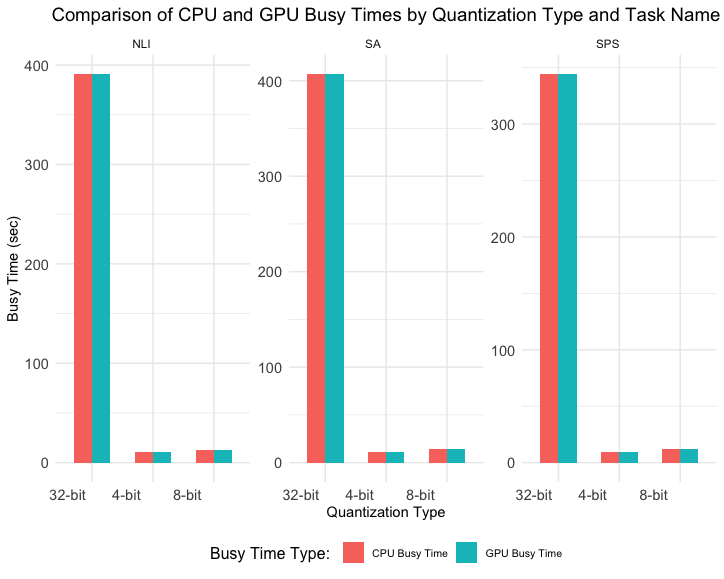 Comparison of CPU and GPU Busy Times by Quantization Type and Task Name
NLI SA SPS
Busy Time (sec)
400
300
200
100
0
400
300
200
100
0
300
200
100
0
32-bit 4-bit 8-bit 32-bit 4-bit 8-bit 32-bit 4-bit 8-bit
Quantization Type
Busy Time Type: CPU Busy Time GPU Busy Time